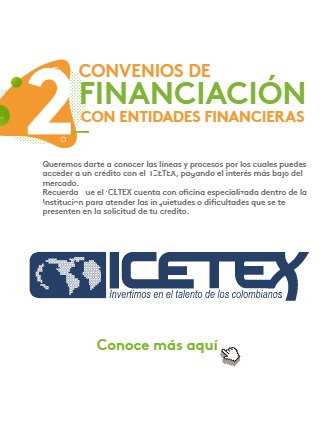 2
CONVENIOS DE
FINANCIACIÓN
CON ENTIDADES FINANCIERAS
Queremos darte a conocer las líneas y procesos por los cuales puedes
acceder a un crédito con el ICETEX, pagando el interés más bajo del
mercado.
Recuerda que el ICETEX cuenta con oficina especializada dentro de la
Institución para atender las inquietudes o dificultades que se te
presenten en la solicitud de tu credito.
ICETEX
Invertimos en el talento de los colombianos
Conoce más aquí